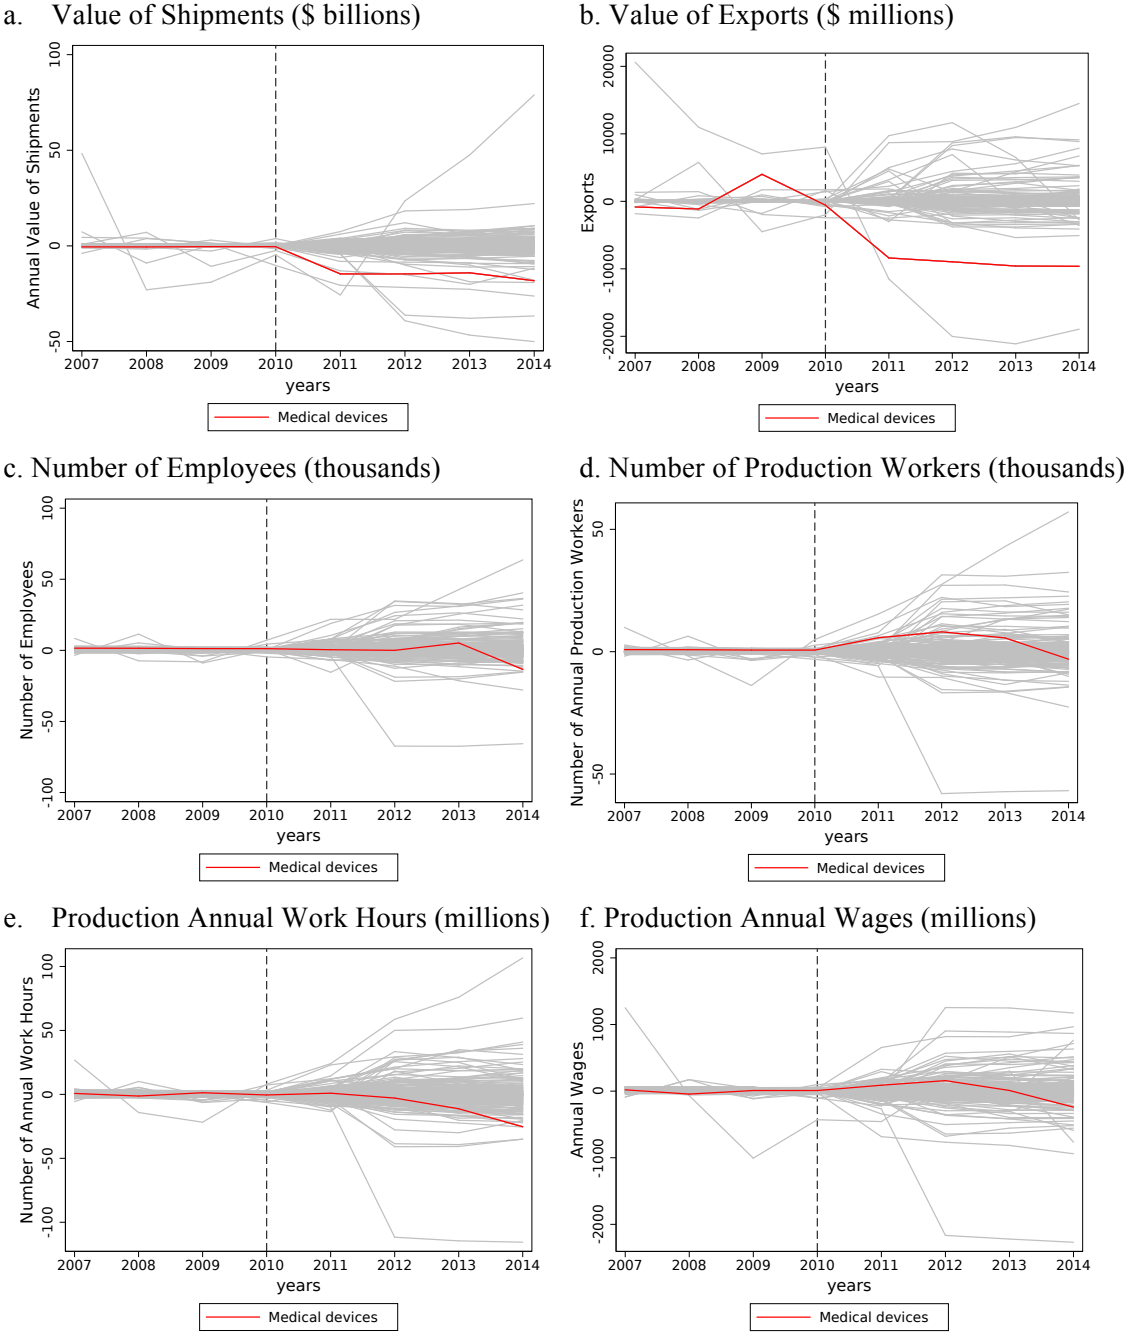 a. Value of Shipments ($ billions)
Annual Value of Shipments
100
50
0
-50
2007 2008 2009 2010 2011 2012 2013 2014
years
Medical devices
b. Value of Exports ($ millions)
Exports
20000
10000
0
-10000
-20000
2007 2008 2009 2010 2011 2012 2013 2014
years
Medical devices
c. Number of Employees (thousands)
Number of Employees
100
50
0
-50
-100
2007 2008 2009 2010 2011 2012 2013 2014
years
Medical devices
d. Number of Production Workers (thousands)
Number of Annual Production Workers
50
0
-50
2007 2008 2009 2010 2011 2012 2013 2014
years
Medical devices
e. Production Annual Work Hours (millions)
Number of Annual Work Hours
100
50
0
-50
-100
2007 2008 2009 2010 2011 2012 2013 2014
years
Medical devices
f. Production Annual Wages (millions)
Annual Wages
2000
1000
0
-1000
-2000
2007 2008 2009 2010 2011 2012 2013 2014
years
Medical devices